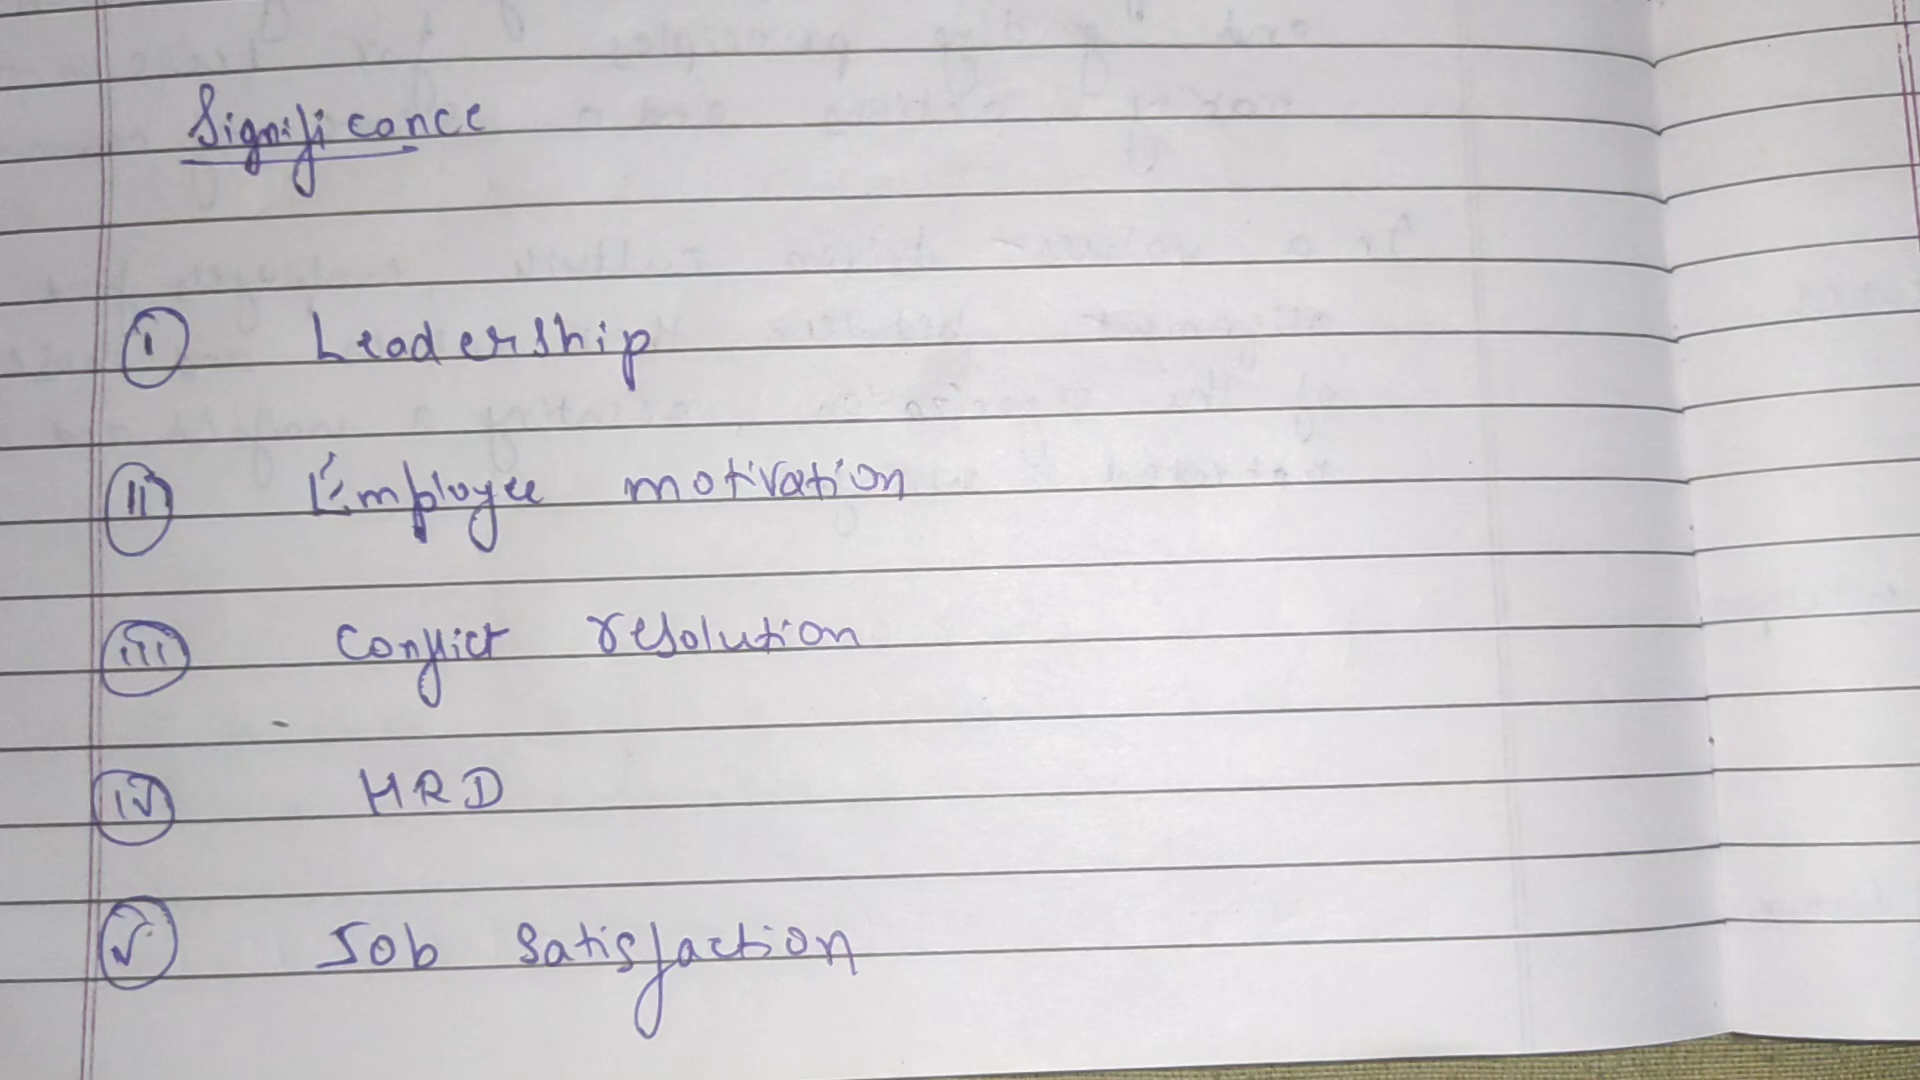 Significance
(i) Leadership
(ii) Employee motivation
(iii) Conflict resolution
(iv) HRD
(v) Job satisfaction